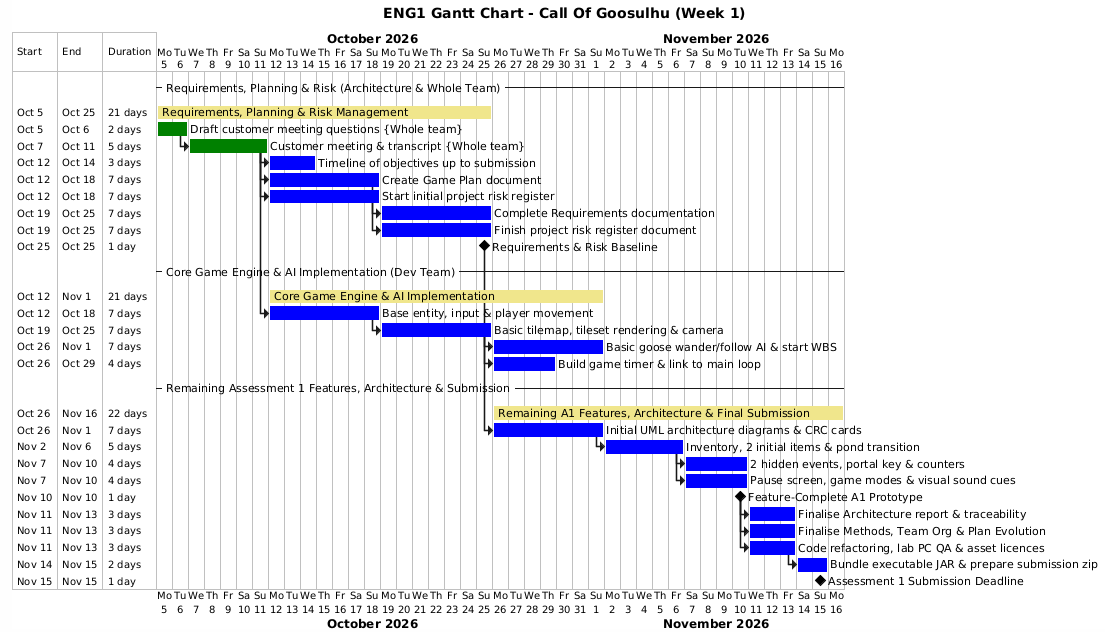 ENG1 Gantt Chart - Call Of Goosulhu (Week 1)
October 2026 November 2026
Start End Duration Mo Tu We Th Fr Sa Su Mo Tu We Th Fr Sa Su Mo Tu We Th Fr Sa Su Mo Tu We Th Fr Sa Su Mo Tu We Th Fr Sa Su Mo Tu We Th Fr Sa Su Mo
5 6 7 8 9 10 11 12 13 14 15 16 17 18 19 20 21 22 23 24 25 26 27 28 29 30 31 1 2 3 4 5 6 7 8 9 10 11 12 13 14 15 16
Requirements, Planning & Risk (Architecture & Whole Team)
Oct 5 Oct 25 21 days Requirements, Planning & Risk Management
Oct 5 Oct 6 2 days Draft customer meeting questions {Whole team}
Oct 7 Oct 11 5 days Customer meeting & transcript {Whole team}
Oct 12 Oct 14 3 days Timeline of objectives up to submission
Oct 12 Oct 18 7 days Create Game Plan document
Oct 12 Oct 18 7 days Start initial project risk register
Oct 19 Oct 25 7 days Complete Requirements documentation
Oct 19 Oct 25 7 days Finish project risk register document
Oct 25 Oct 25 1 day Requirements & Risk Baseline
Core Game Engine & AI Implementation (Dev Team)
Oct 12 Nov 1 21 days Core Game Engine & AI Implementation
Oct 12 Oct 18 7 days Base entity, input & player movement
Oct 19 Oct 25 7 days Basic tilemap, tileset rendering & camera
Oct 26 Nov 1 7 days Basic goose wander/follow AI & start WBS
Oct 26 Oct 29 4 days Build game timer & link to main loop
Remaining Assessment 1 Features, Architecture & Submission
Oct 26 Nov 16 22 days Remaining A1 Features, Architecture & Final Submission
Oct 26 Nov 1 7 days Initial UML architecture diagrams & CRC cards
Nov 2 Nov 6 5 days Inventory, 2 initial items & pond transition
Nov 7 Nov 10 4 days 2 hidden events, portal key & counters
Nov 7 Nov 10 4 days Pause screen, game modes & visual sound cues
Nov 10 Nov 10 1 day Feature-Complete A1 Prototype
Nov 11 Nov 13 3 days Finalise Architecture report & traceability
Nov 11 Nov 13 3 days Finalise Methods, Team Org & Plan Evolution
Nov 11 Nov 13 3 days Code refactoring, lab PC QA & asset licences
Nov 14 Nov 15 2 days Bundle executable JAR & prepare submission zip
Nov 15 Nov 15 1 day Assessment 1 Submission Deadline
Mo Tu We Th Fr Sa Su Mo Tu We Th Fr Sa Su Mo Tu We Th Fr Sa Su Mo Tu We Th Fr Sa Su Mo Tu We Th Fr Sa Su Mo Tu We Th Fr Sa Su Mo
5 6 7 8 9 10 11 12 13 14 15 16 17 18 19 20 21 22 23 24 25 26 27 28 29 30 31 1 2 3 4 5 6 7 8 9 10 11 12 13 14 15 16
October 2026 November 2026